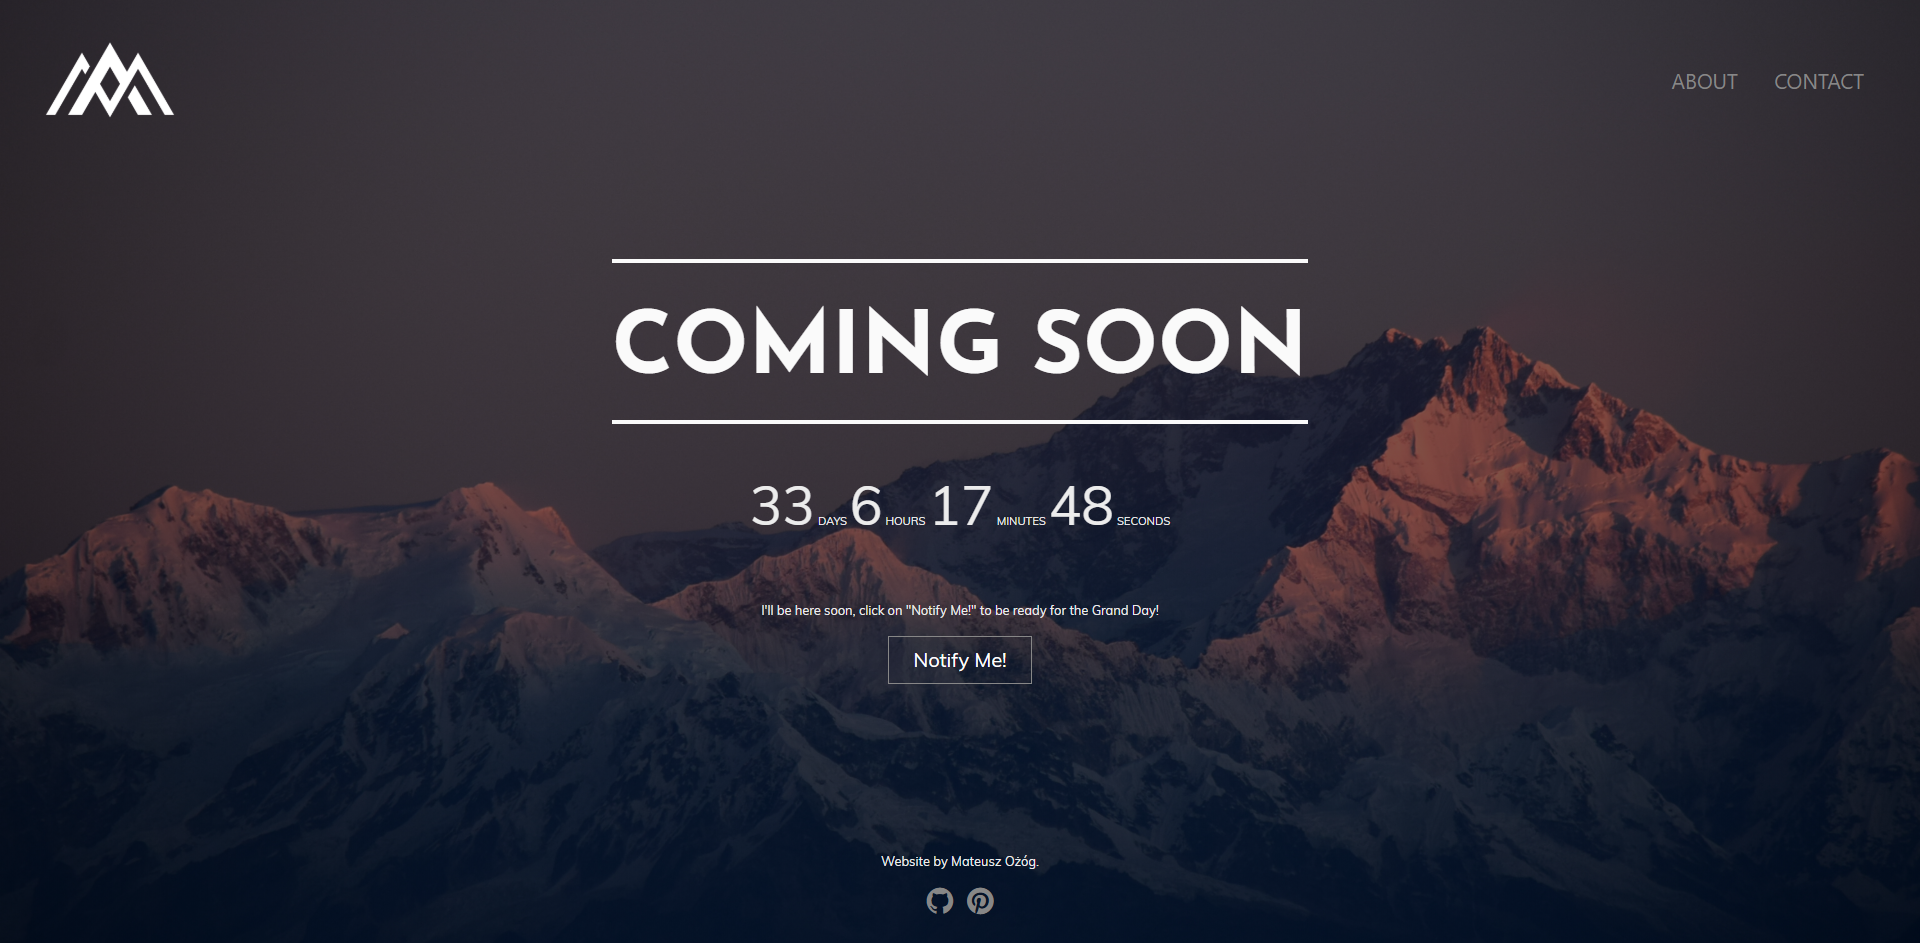 ABOUT CONTACT
COMING SOON
33 DAYS 6 HOURS 17 MINUTES 48 SECONDS
I'll be here soon, click on "Notify Me!" to be ready for the Grand Day!
Notify Me!
Website by Mateusz Ożóg.